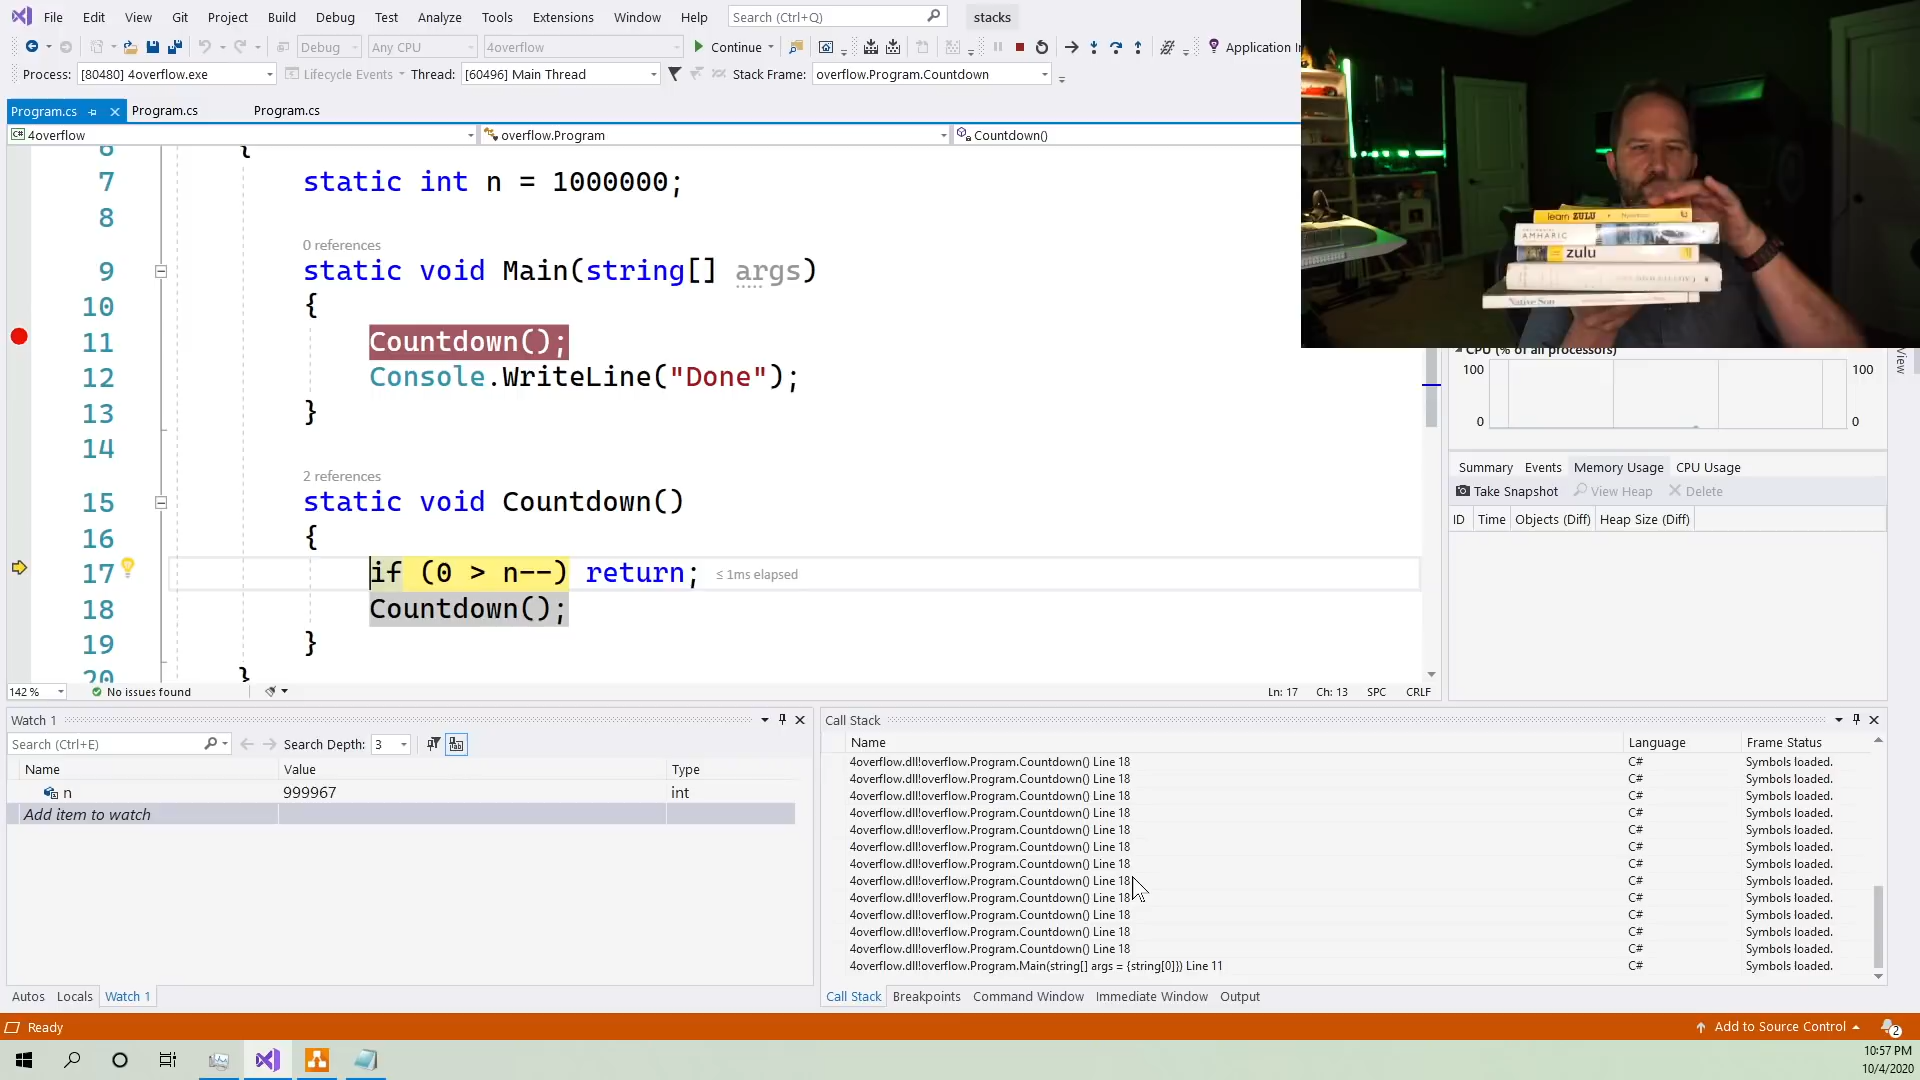 File Edit View Git Project Build Debug Test Analyze Tools Extensions Window Help Search (Ctrl+Q) stacks
Debug Any CPU 4overflow Continue Application In
Process: [80480] 4overflow.exe Lifecycle Events Thread: [60496] Main Thread Stack Frame: overflow.Program.Countdown
Program.cs Program.cs Program.cs
4overflow overflow.Program Countdown()
6 {
7 static int n = 1000000;
8
0 references
9 static void Main(string[] args)
10 {
11 Countdown();
12 Console.WriteLine("Done");
13 }
14
2 references
15 static void Countdown()
16 {
17 if (0 > n--) return; ≤ 1ms elapsed
18 Countdown();
19 }
20 }
142 % No issues found Ln: 17 Ch: 13 SPC CRLF
learn ZULU
AMHARIC
zulu
Native Son
CPU (% of all processors)
100 100
0 0
View
Summary Events Memory Usage CPU Usage
Take Snapshot View Heap Delete
ID Time Objects (Diff) Heap Size (Diff)
Watch 1
Search (Ctrl+E) Search Depth: 3
Name Value Type
n 999967 int
Add item to watch
Autos Locals Watch 1
Call Stack
Name Language Frame Status
4overflow.dll!overflow.Program.Countdown() Line 18 C# Symbols loaded.
4overflow.dll!overflow.Program.Countdown() Line 18 C# Symbols loaded.
4overflow.dll!overflow.Program.Countdown() Line 18 C# Symbols loaded.
4overflow.dll!overflow.Program.Countdown() Line 18 C# Symbols loaded.
4overflow.dll!overflow.Program.Countdown() Line 18 C# Symbols loaded.
4overflow.dll!overflow.Program.Countdown() Line 18 C# Symbols loaded.
4overflow.dll!overflow.Program.Countdown() Line 18 C# Symbols loaded.
4overflow.dll!overflow.Program.Countdown() Line 18 C# Symbols loaded.
4overflow.dll!overflow.Program.Countdown() Line 18 C# Symbols loaded.
4overflow.dll!overflow.Program.Countdown() Line 18 C# Symbols loaded.
4overflow.dll!overflow.Program.Countdown() Line 18 C# Symbols loaded.
4overflow.dll!overflow.Program.Countdown() Line 18 C# Symbols loaded.
4overflow.dll!overflow.Program.Main(string[] args = {string[0]}) Line 11 C# Symbols loaded.
Call Stack Breakpoints Command Window Immediate Window Output
Ready Add to Source Control 2
10:57 PM
10/4/2020